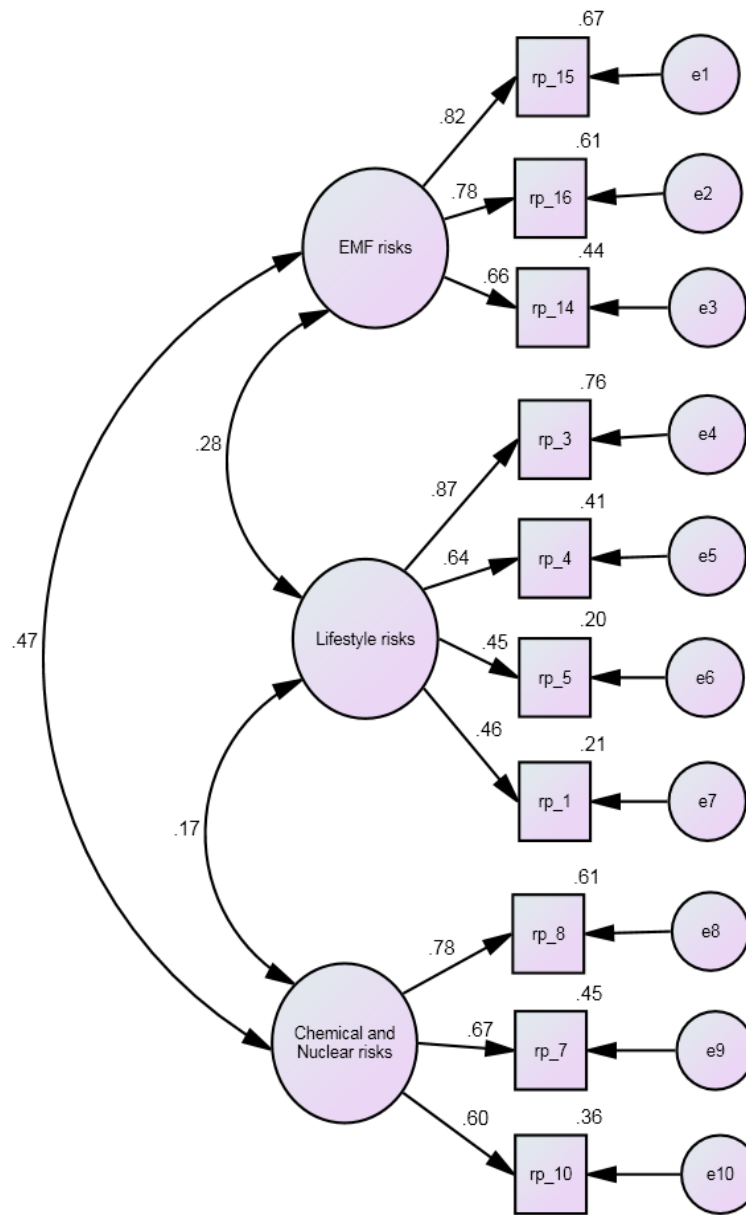 .67
rp_15
e1
.82
.61
rp_16
e2
.78
EMF risks
.44
.66
rp_14
e3
.28
.76
rp_3
e4
.87
.41
rp_4
e5
.64
Lifestyle risks
.20
.45
rp_5
e6
.47
.46
.21
rp_1
e7
.17
.61
rp_8
e8
.78
.45
Chemical and
Nuclear risks
.67
rp_7
e9
.60
.36
rp_10
e10